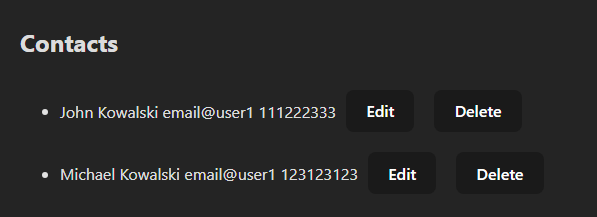 Contacts
John Kowalski email@user1 111222333 Edit Delete
Michael Kowalski email@user1 123123123 Edit Delete